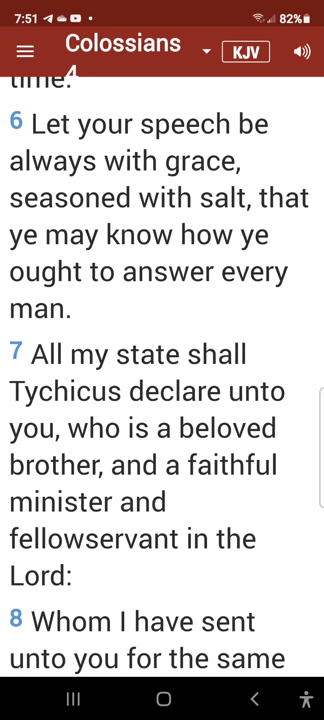 7:51
82%
Colossians
4
KJV
time.
6 Let your speech be
always with grace,
seasoned with salt, that
ye may know how ye
ought to answer every
man.
7 All my state shall
Tychicus declare unto
you, who is a beloved
brother, and a faithful
minister and
fellowservant in the
Lord:
8 Whom I have sent
unto you for the same